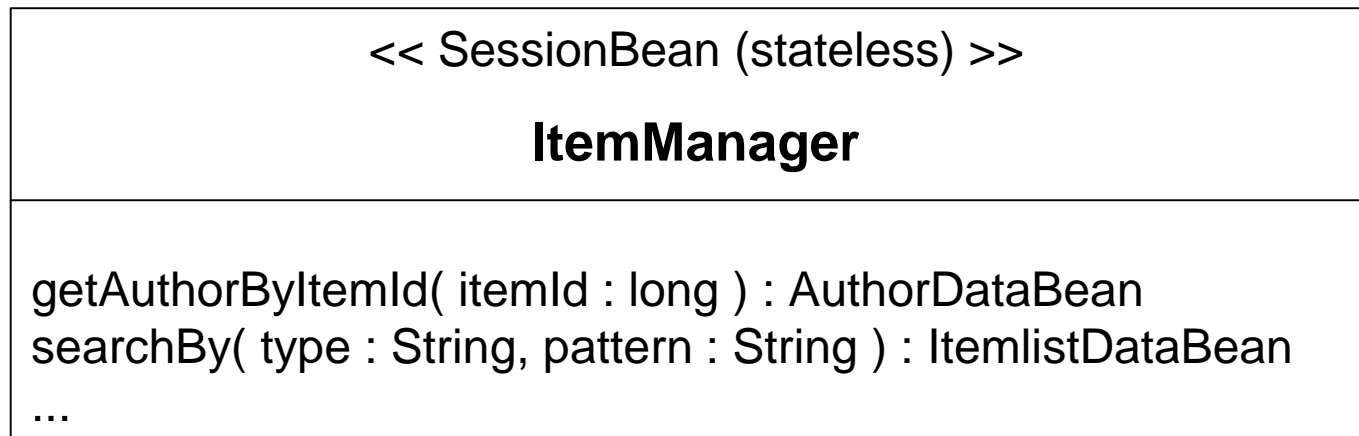 << SessionBean (stateless) >>
ItemManager
getAuthorByItemId( itemId : long ) : AuthorDataBean
searchBy( type : String, pattern : String ) : ItemlistDataBean
...